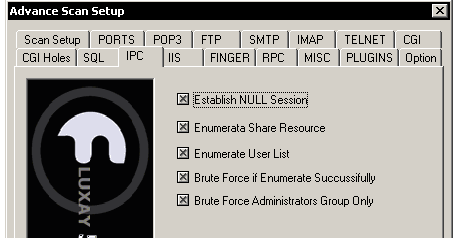 Advance Scan Setup
Scan Setup PORTS POP3 FTP SMTP IMAP TELNET CGI
CGI Holes SQL IPC IIS FINGER RPC MISC PLUGINS Option
Establish NULL Session
Enumerata Share Resource
Enumerate User List
Brute Force if Enumerate Succussifully
Brute Force Administrators Group Only
LUXAY